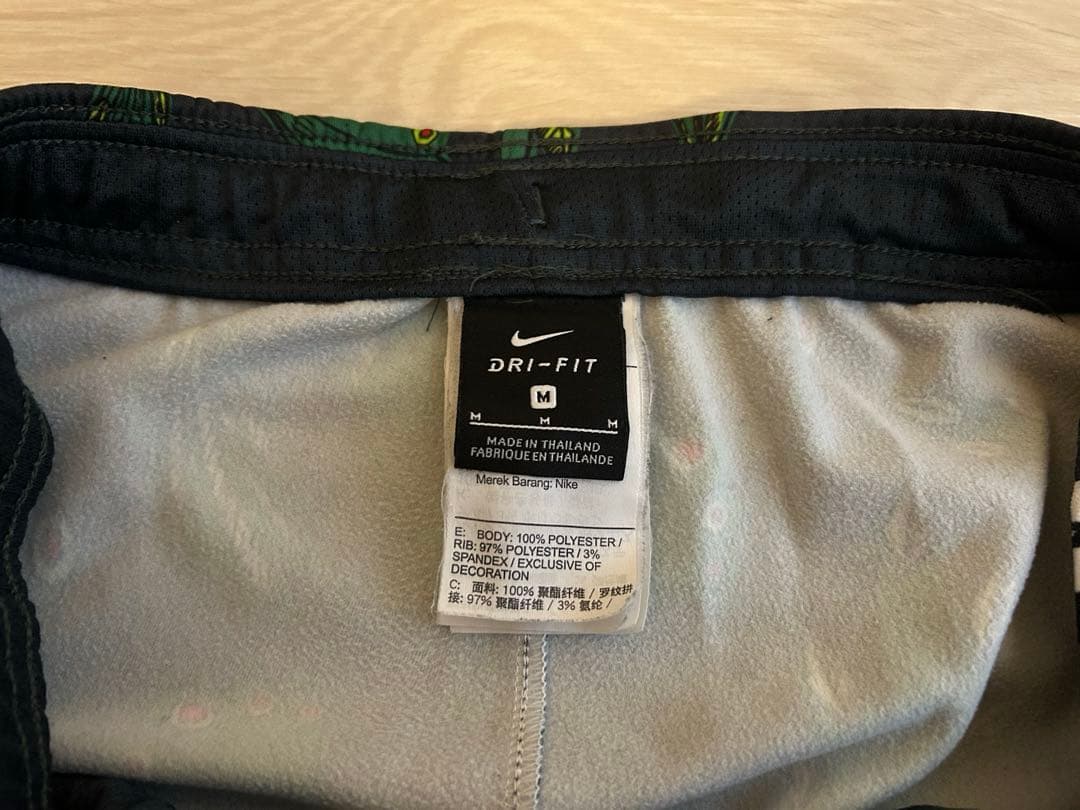 DRI-FIT
M
M M M
MADE IN THAILAND
FABRIQUE EN THAILANDE
Merek Barang: Nike
E: BODY: 100% POLYESTER /
RIB: 97% POLYESTER / 3%
SPANDEX / EXCLUSIVE OF
DECORATION
C: 面料: 100% 聚酯纤维 / 罗纹拼
接: 97% 聚酯纤维 / 3% 氨纶 /